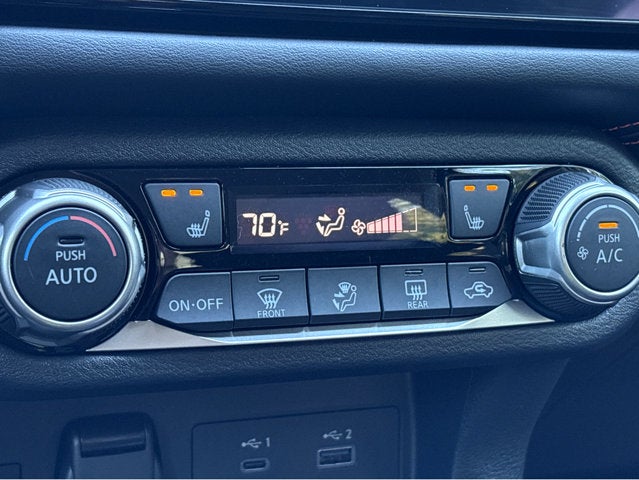 70°F
PUSH
AUTO
PUSH
A/C
ON·OFF
FRONT
REAR
1
2